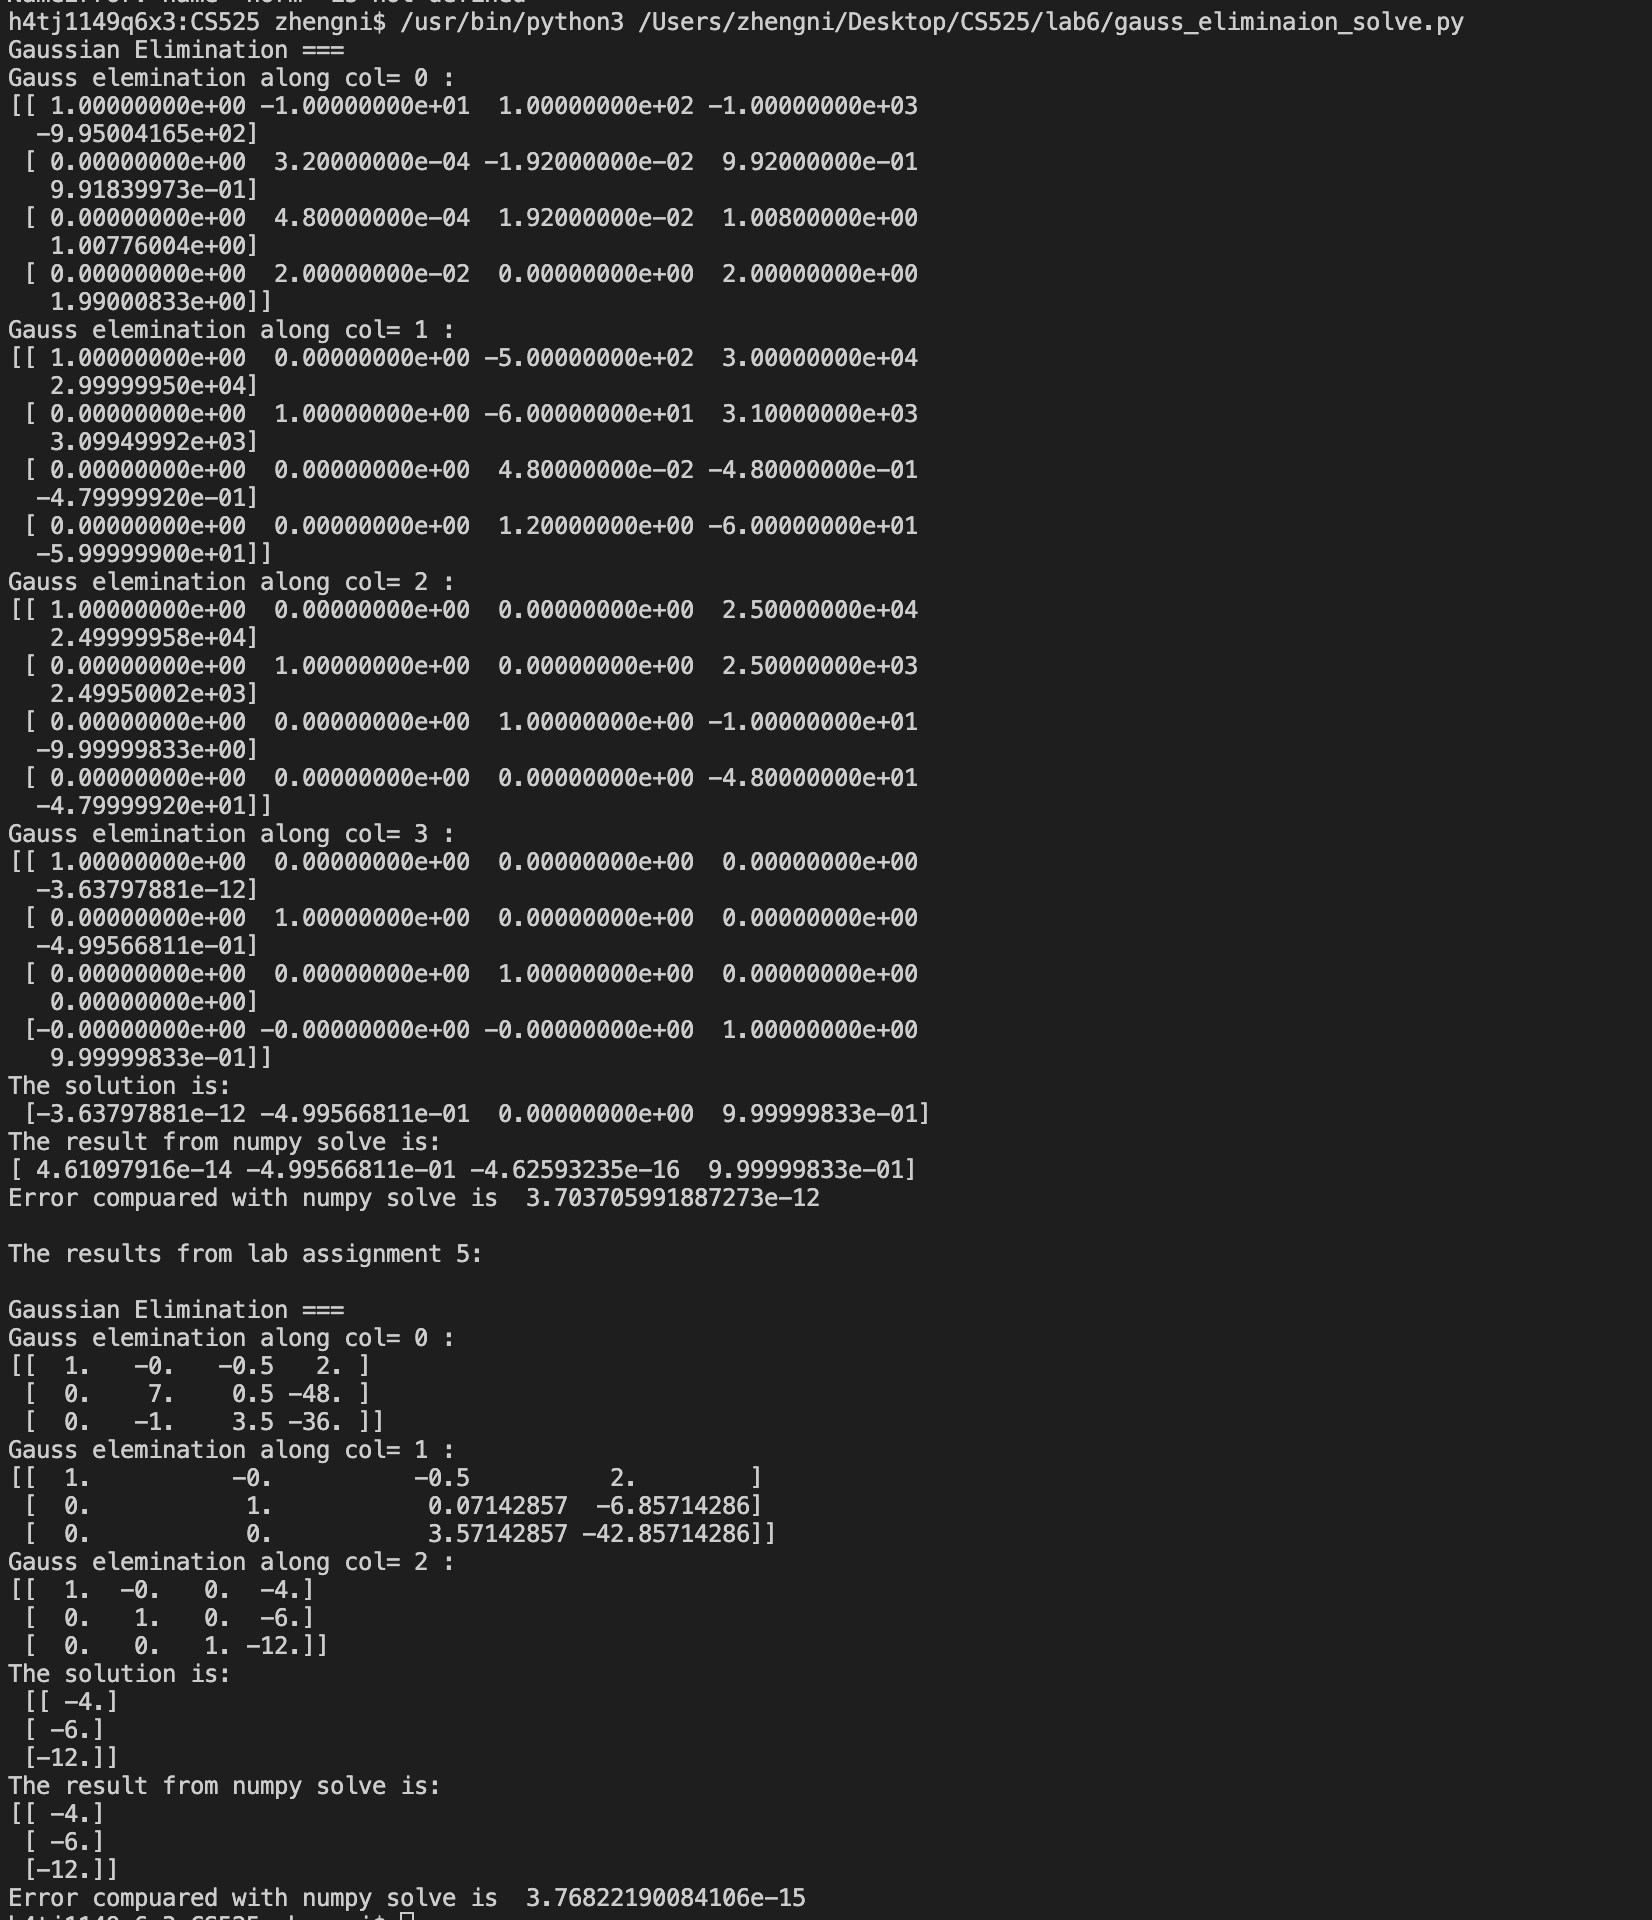 h4tj1149q6x3:CS525 zhengni$ /usr/bin/python3 /Users/zhengni/Desktop/CS525/lab6/gauss_eliminaion_solve.py
Gaussian Elimination ===
Gauss elemination along col= 0 :
[[ 1.00000000e+00 -1.00000000e+01  1.00000000e+02 -1.00000000e+03
  -9.95004165e+02]
 [ 0.00000000e+00  3.20000000e-04 -1.92000000e-02  9.92000000e-01
   9.91839973e-01]
 [ 0.00000000e+00  4.80000000e-04  1.92000000e-02  1.00800000e+00
   1.00776004e+00]
 [ 0.00000000e+00  2.00000000e-02  0.00000000e+00  2.00000000e+00
   1.99000833e+00]]
Gauss elemination along col= 1 :
[[ 1.00000000e+00  0.00000000e+00 -5.00000000e+02  3.00000000e+04
   2.99999950e+04]
 [ 0.00000000e+00  1.00000000e+00 -6.00000000e+01  3.10000000e+03
   3.09949992e+03]
 [ 0.00000000e+00  0.00000000e+00  4.80000000e-02 -4.80000000e-01
  -4.79999920e-01]
 [ 0.00000000e+00  0.00000000e+00  1.20000000e+00 -6.00000000e+01
  -5.99999900e+01]]
Gauss elemination along col= 2 :
[[ 1.00000000e+00  0.00000000e+00  0.00000000e+00  2.50000000e+04
   2.49999958e+04]
 [ 0.00000000e+00  1.00000000e+00  0.00000000e+00  2.50000000e+03
   2.49950002e+03]
 [ 0.00000000e+00  0.00000000e+00  1.00000000e+00 -1.00000000e+01
  -9.99999833e+00]
 [ 0.00000000e+00  0.00000000e+00  0.00000000e+00 -4.80000000e+01
  -4.79999920e+01]]
Gauss elemination along col= 3 :
[[ 1.00000000e+00  0.00000000e+00  0.00000000e+00  0.00000000e+00
  -3.63797881e-12]
 [ 0.00000000e+00  1.00000000e+00  0.00000000e+00  0.00000000e+00
  -4.99566811e-01]
 [ 0.00000000e+00  0.00000000e+00  1.00000000e+00  0.00000000e+00
   0.00000000e+00]
 [-0.00000000e+00 -0.00000000e+00 -0.00000000e+00  1.00000000e+00
   9.99999833e-01]]
The solution is:
 [-3.63797881e-12 -4.99566811e-01  0.00000000e+00  9.99999833e-01]
The result from numpy solve is:
[ 4.61097916e-14 -4.99566811e-01 -4.62593235e-16  9.99999833e-01]
Error compuared with numpy solve is  3.703705991887273e-12
The results from lab assignment 5:
Gaussian Elimination ===
Gauss elemination along col= 0 :
[[  1.   -0.   -0.5   2. ]
 [  0.    7.    0.5 -48. ]
 [  0.   -1.    3.5 -36. ]]
Gauss elemination along col= 1 :
[[  1.          -0.          -0.5          2.        ]
 [  0.           1.           0.07142857  -6.85714286]
 [  0.           0.           3.57142857 -42.85714286]]
Gauss elemination along col= 2 :
[[  1.  -0.   0.  -4.]
 [  0.   1.   0.  -6.]
 [  0.   0.   1. -12.]]
The solution is:
 [[ -4.]
 [ -6.]
 [-12.]]
The result from numpy solve is:
[[ -4.]
 [ -6.]
 [-12.]]
Error compuared with numpy solve is  3.76822190084106e-15